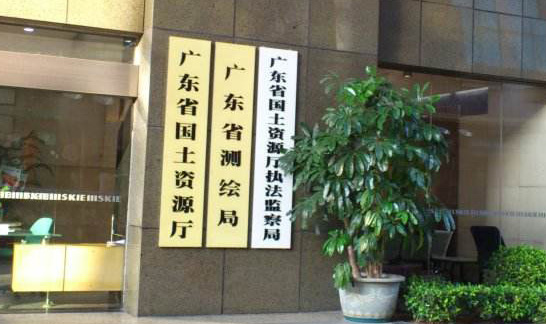 广东省国土资源厅
广东省测绘局
广东省国土资源厅执法监察局